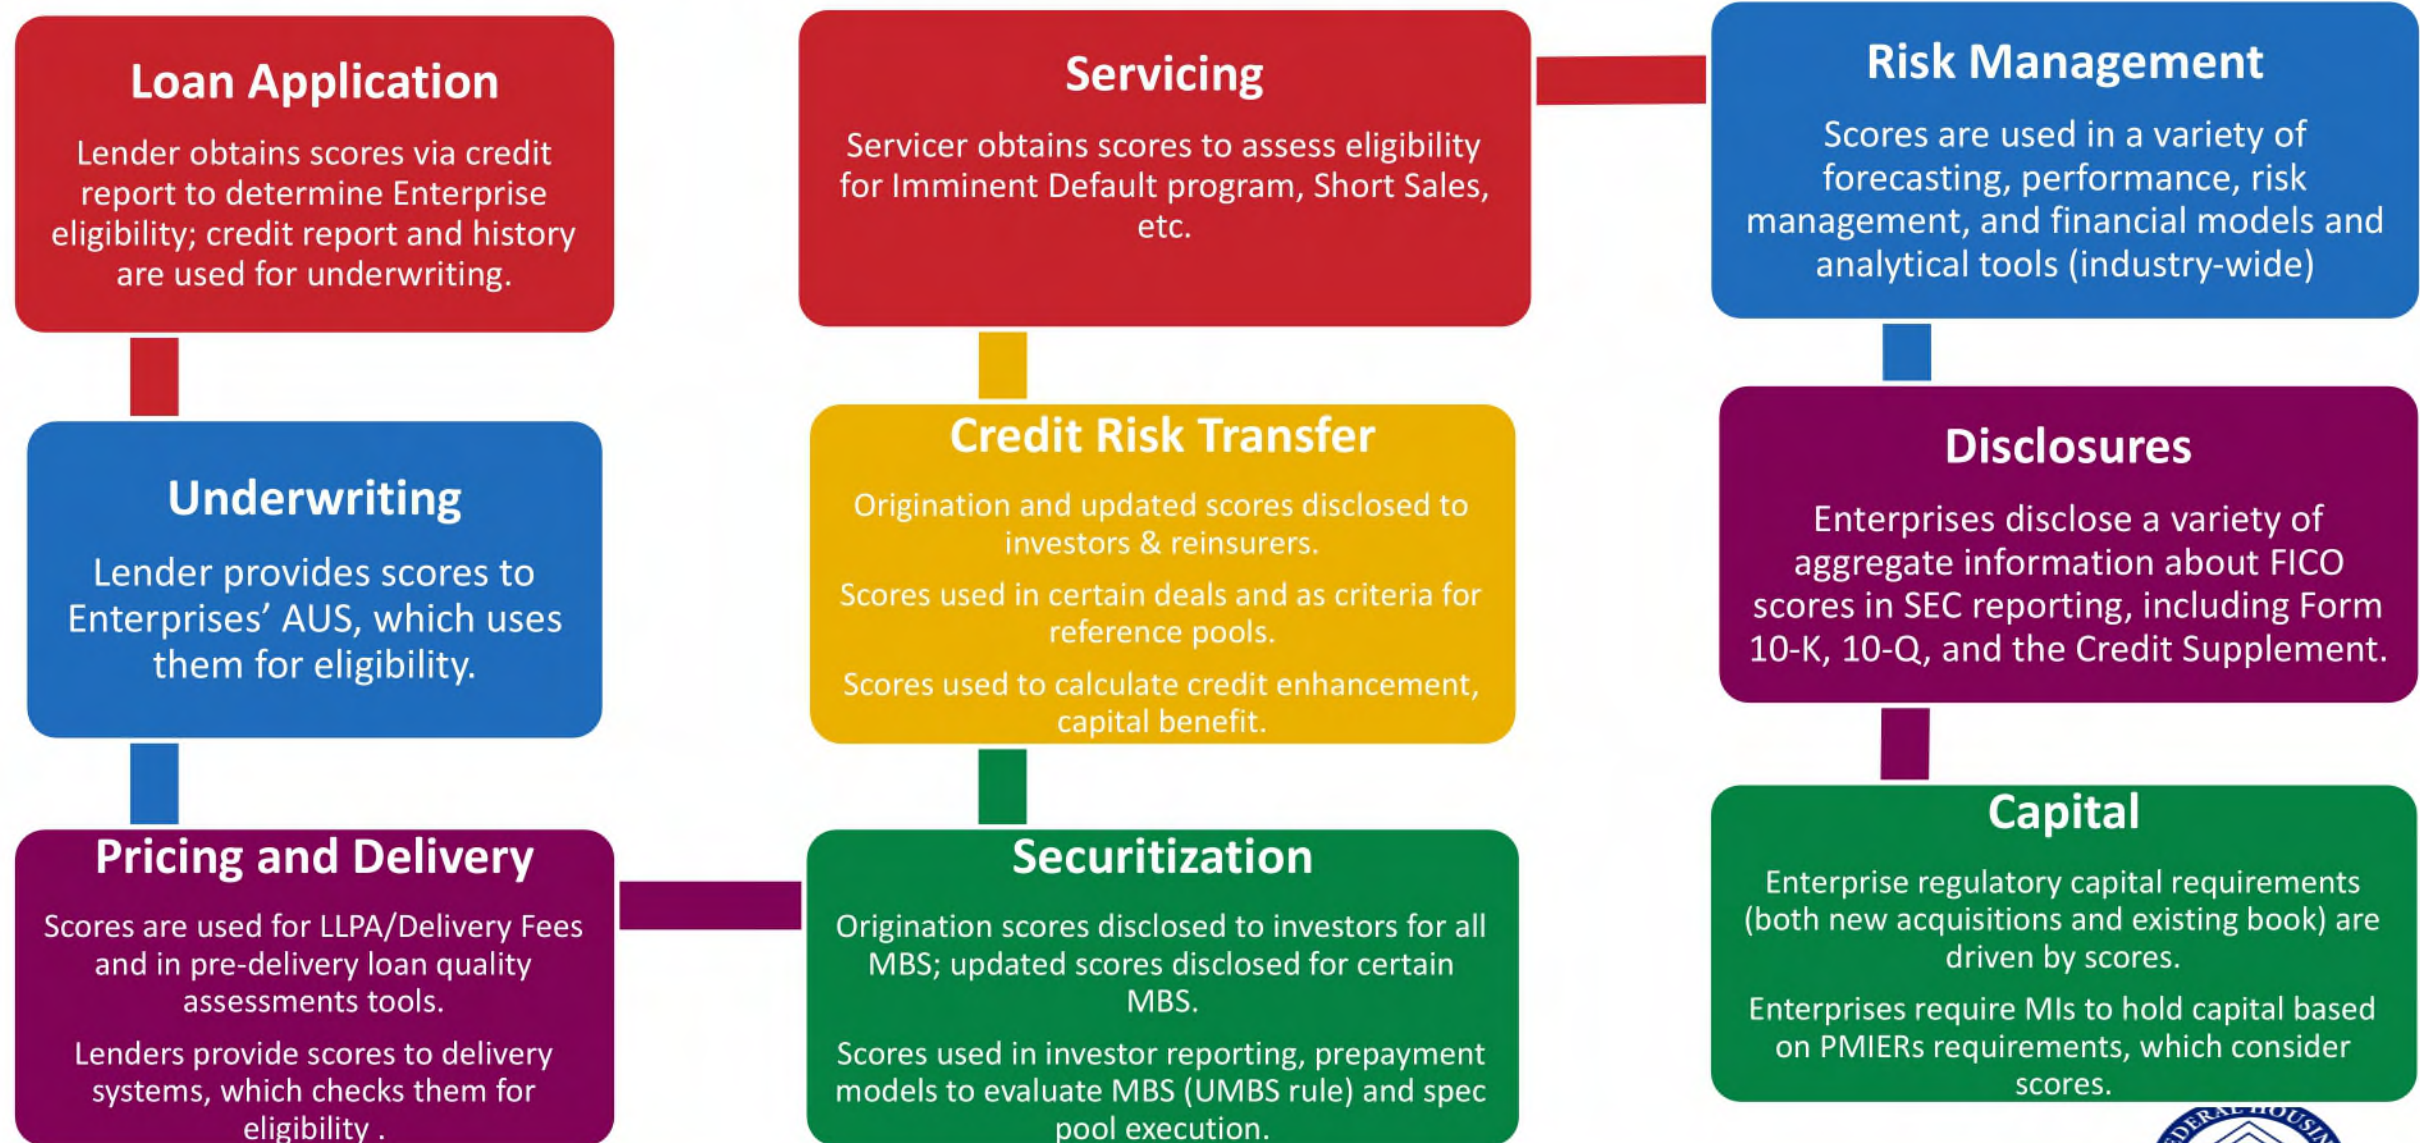 Loan Application
Lender obtains scores via credit
report to determine Enterprise
eligibility; credit report and history
are used for underwriting.
Underwriting
Lender provides scores to
Enterprises’ AUS, which uses
them for eligibility.
Pricing and Delivery
Scores are used for LLPA/Delivery Fees
and in pre-delivery loan quality
assessments tools.
Lenders provide scores to delivery
systems, which checks them for
eligibility .
Securitization
Origination scores disclosed to investors for all
MBS; updated scores disclosed for certain
MBS.
Scores used in investor reporting, prepayment
models to evaluate MBS (UMBS rule) and spec
pool execution.
Credit Risk Transfer
Origination and updated scores disclosed to
investors & reinsurers.
Scores used in certain deals and as criteria for
reference pools.
Scores used to calculate credit enhancement,
capital benefit.
Servicing
Servicer obtains scores to assess eligibility
for Imminent Default program, Short Sales,
etc.
Risk Management
Scores are used in a variety of
forecasting, performance, risk
management, and financial models and
analytical tools (industry-wide)
Disclosures
Enterprises disclose a variety of
aggregate information about FICO
scores in SEC reporting, including Form
10-K, 10-Q, and the Credit Supplement.
Capital
Enterprise regulatory capital requirements
(both new acquisitions and existing book) are
driven by scores.
Enterprises require MIs to hold capital based
on PMIERs requirements, which consider
scores.